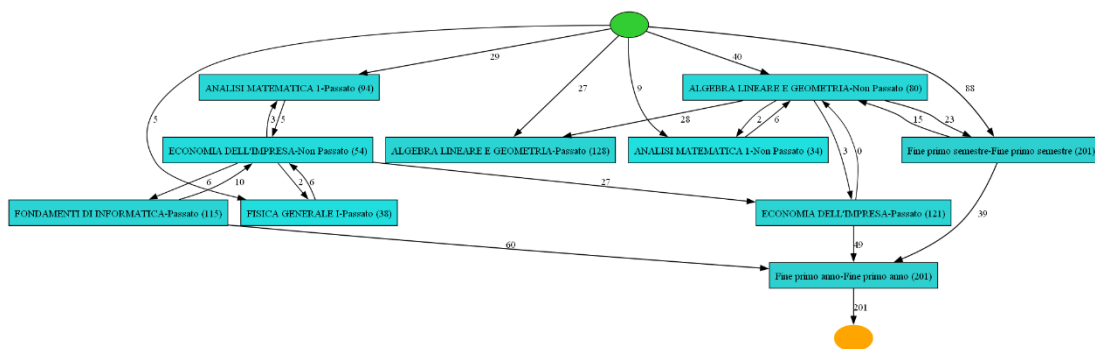 29
40
ANALISI MATEMATICA 1-Passato (94)
ALGEBRA LINEARE E GEOMETRIA-Non Passato (80)
27
9
88
5
3
5
28
2
6
23
15
ECONOMIA DELL'IMPRESA-Non Passato (54)
ALGEBRA LINEARE E GEOMETRIA-Passato (128)
ANALISI MATEMATICA 1-Non Passato (34)
3
0
Fine primo semestre-Fine primo semestre (201)
6
10
2
6
27
FONDAMENTI DI INFORMATICA-Passato (115)
FISICA GENERALE I-Passato (38)
ECONOMIA DELL'IMPRESA-Passato (121)
39
60
49
Fine primo anno-Fine primo anno (201)
201